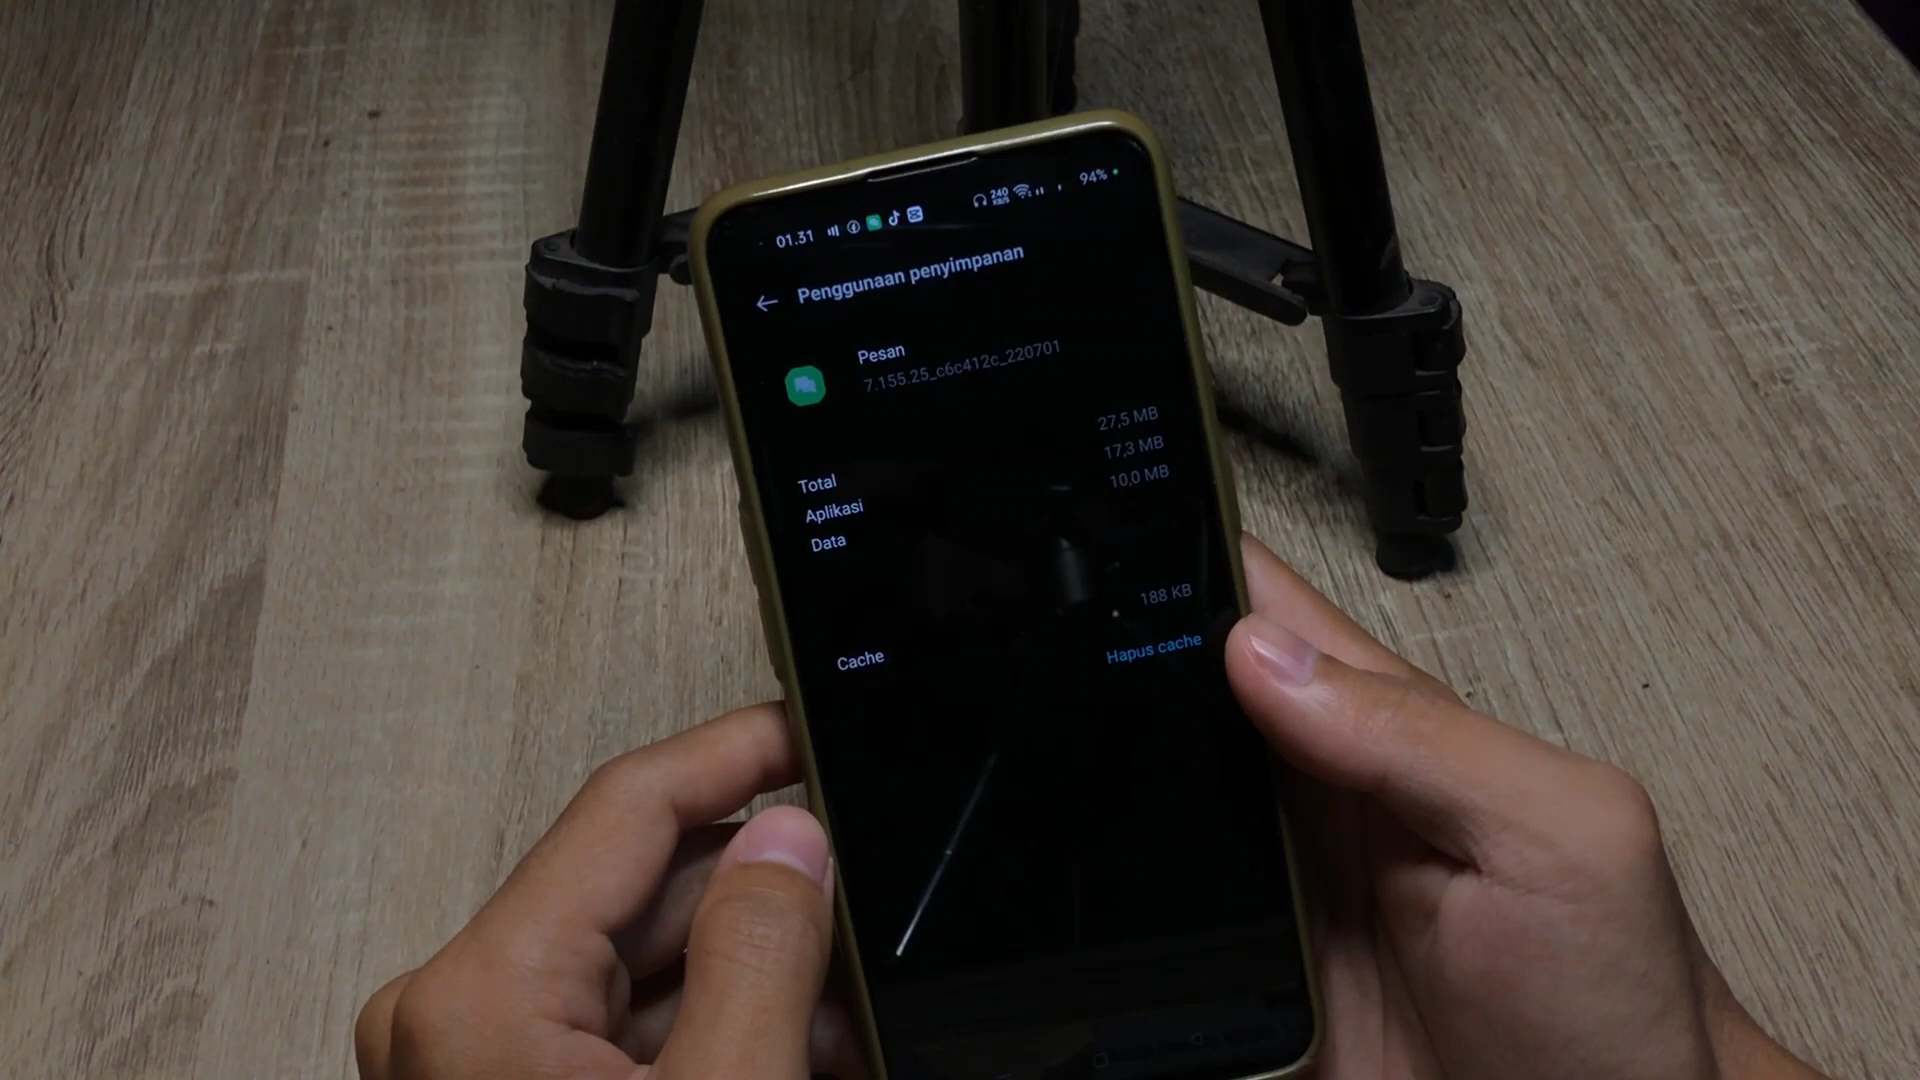 01.31 240 KB/S 94%
Penggunaan penyimpanan
Pesan
7.155.25_c6c412c_220701
Total 27,5 MB
Aplikasi 17,3 MB
Data 10,0 MB
Cache 188 KB
Hapus cache